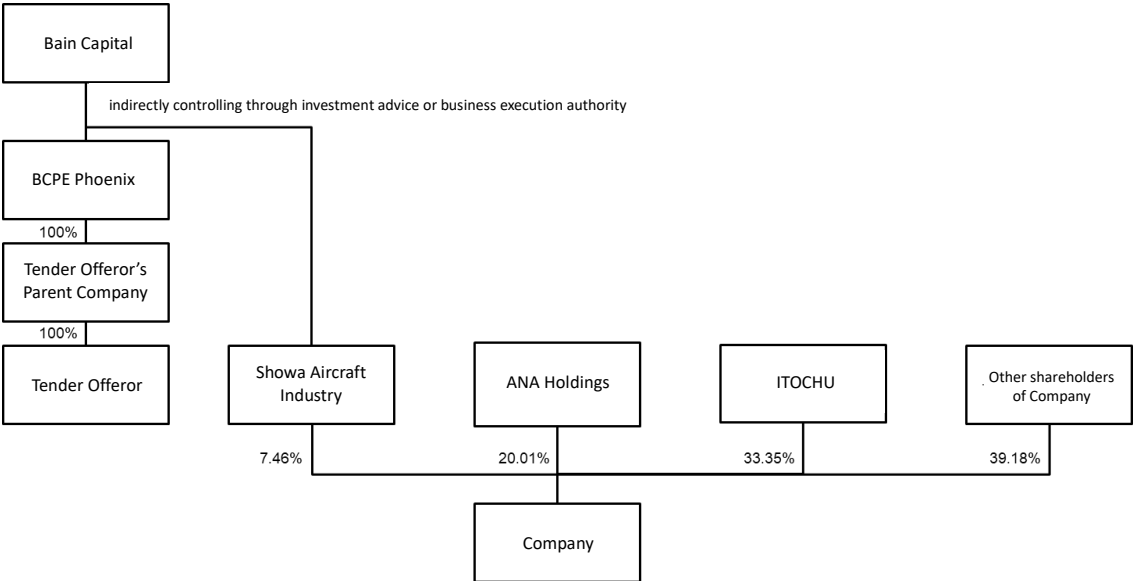 Bain Capital
indirectly controlling through investment advice or business execution authority
BCPE Phoenix
100%
Tender Offeror’s
Parent Company
100%
Tender Offeror
Showa Aircraft
Industry
ANA Holdings
ITOCHU
Other shareholders
of Company
7.46%
20.01%
33.35%
39.18%
Company